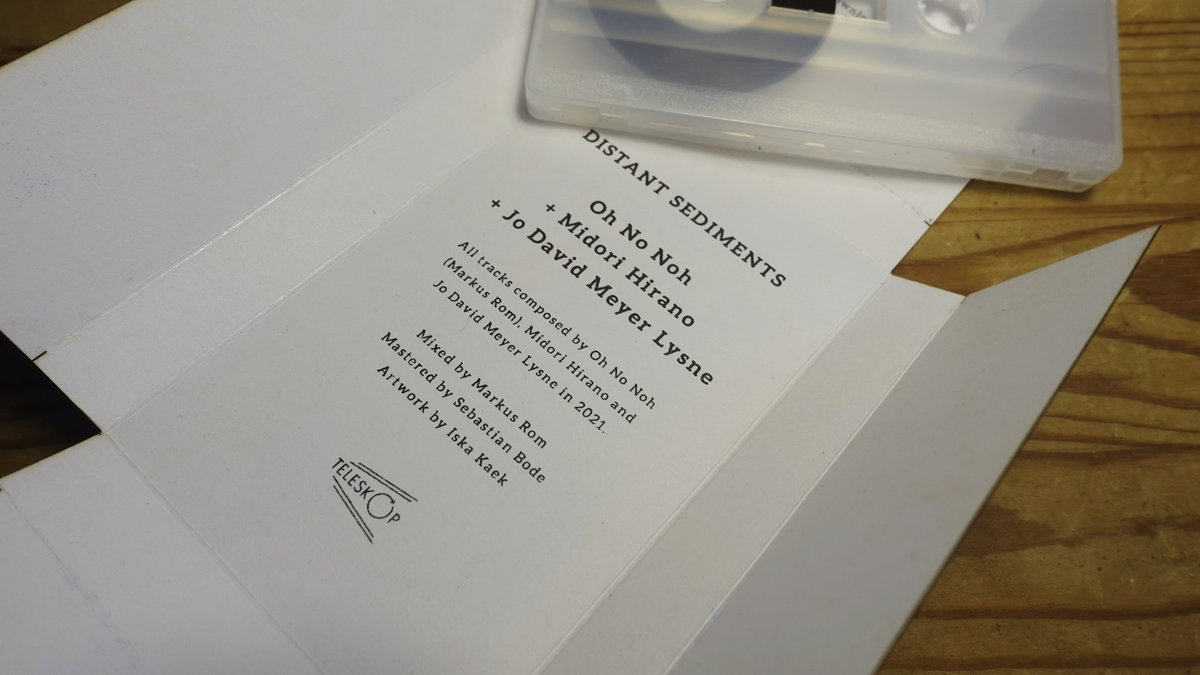 DISTANT SEDIMENTS
Oh No Noh
+ Midori Hirano
+ Jo David Meyer Lysne
All tracks composed by Oh No Noh
(Markus Rom), Midori Hirano and
Jo David Meyer Lysne in 2021.
Mixed by Markus Rom
Mastered by Sebastian Bode
Artwork by Iska Kaek
TELESKOP